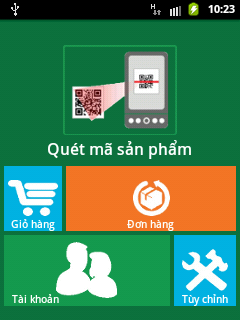 H
10:23
Quét mã sản phẩm
Giỏ hàng
Đơn hàng
Tài khoản
Tùy chỉnh